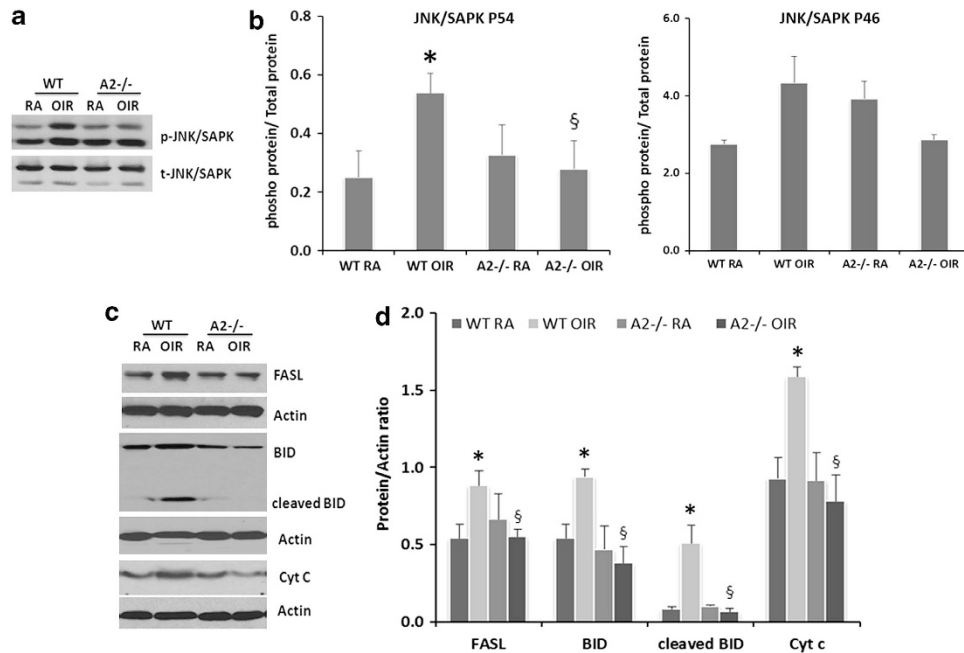 a
WT A2-/-
RA OIR RA OIR
p-JNK/SAPK
t-JNK/SAPK
b
JNK/SAPK P54
phospho protein/ Total protein
0.8
0.6
0.4
0.2
0.0
*
§
WT RA WT OIR A2-/- RA A2-/- OIR
JNK/SAPK P46
phospho protein/ Total protein
6.0
4.0
2.0
0.0
WT RA WT OIR A2-/- RA A2-/- OIR
c
WT A2-/-
RA OIR RA OIR
FASL
Actin
BID
cleaved BID
Actin
Cyt C
Actin
d
WT RA WT OIR A2-/- RA A2-/- OIR
Protein/Actin ratio
2.0
1.5
1.0
0.5
0.0
* § * § * § * §
FASL BID cleaved BID Cyt c